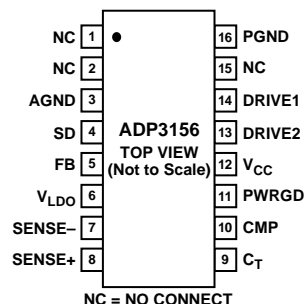 NC 1
NC 2
AGND 3
SD 4
FB 5
VLDO 6
SENSE– 7
SENSE+ 8
ADP3156
TOP VIEW
(Not to Scale)
16 PGND
15 NC
14 DRIVE1
13 DRIVE2
12 VCC
11 PWRGD
10 CMP
9 CT
NC = NO CONNECT